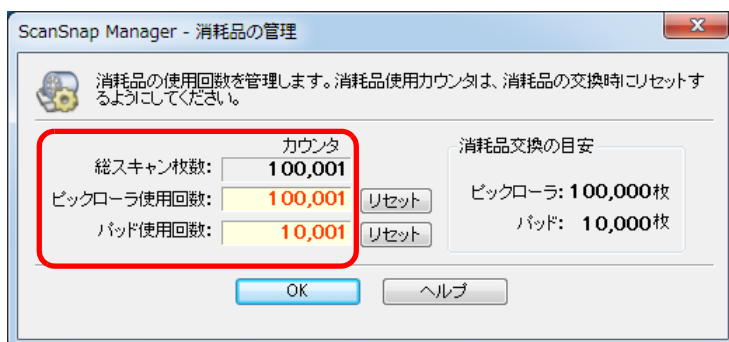 ScanSnap Manager - 消耗品の管理
消耗品の使用回数を管理します。消耗品使用カウンタは、消耗品の交換時にリセットす
るようにしてください。
カウンタ
総スキャン枚数: 100,001
ピックローラ使用回数: 100,001 リセット
パッド使用回数: 10,001 リセット
消耗品交換の目安
ピックローラ: 100,000枚
パッド: 10,000枚
OK ヘルプ